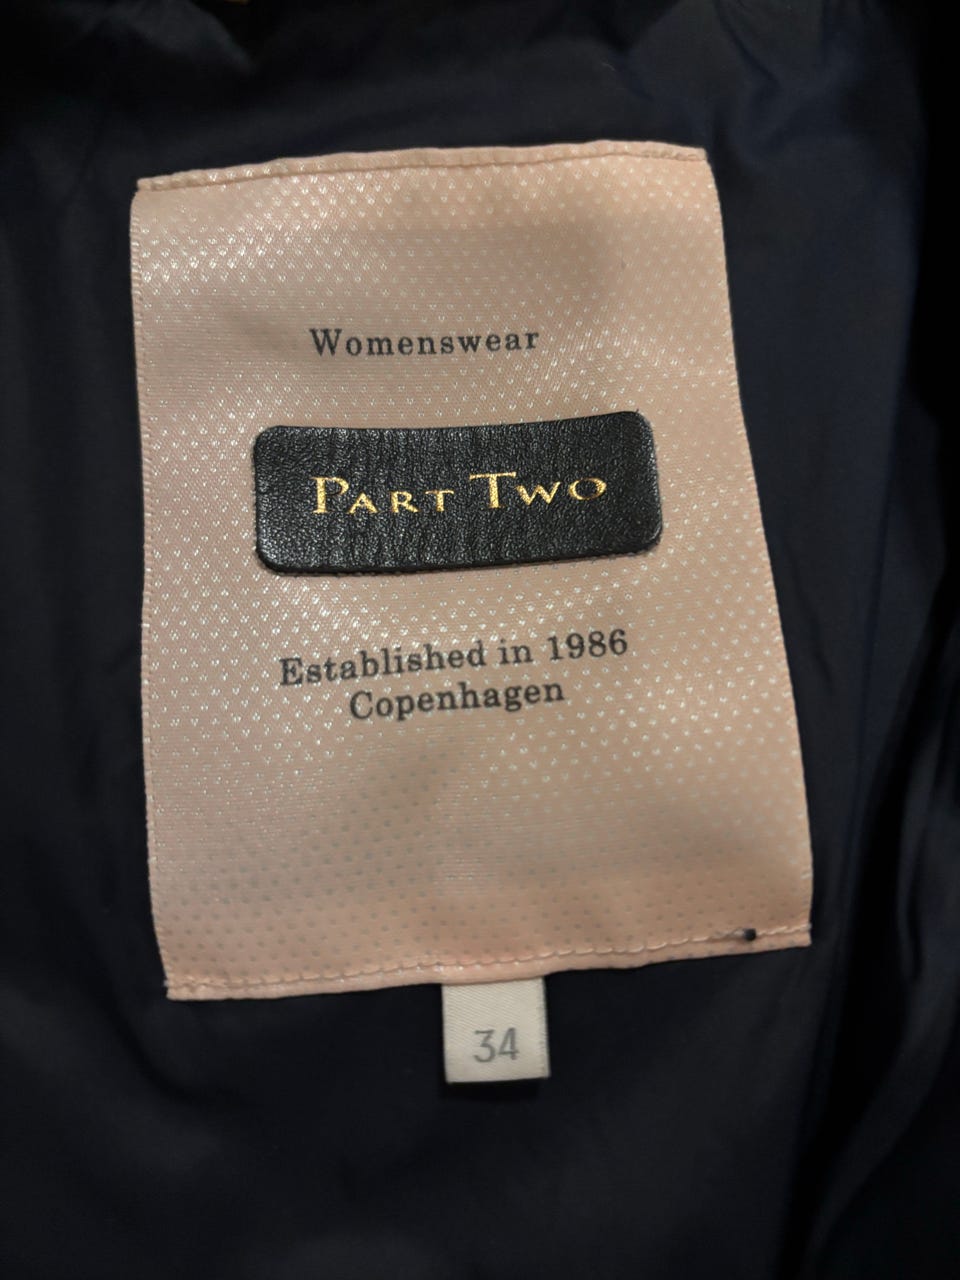 Womenswear
PART TWO
Established in 1986
Copenhagen
34